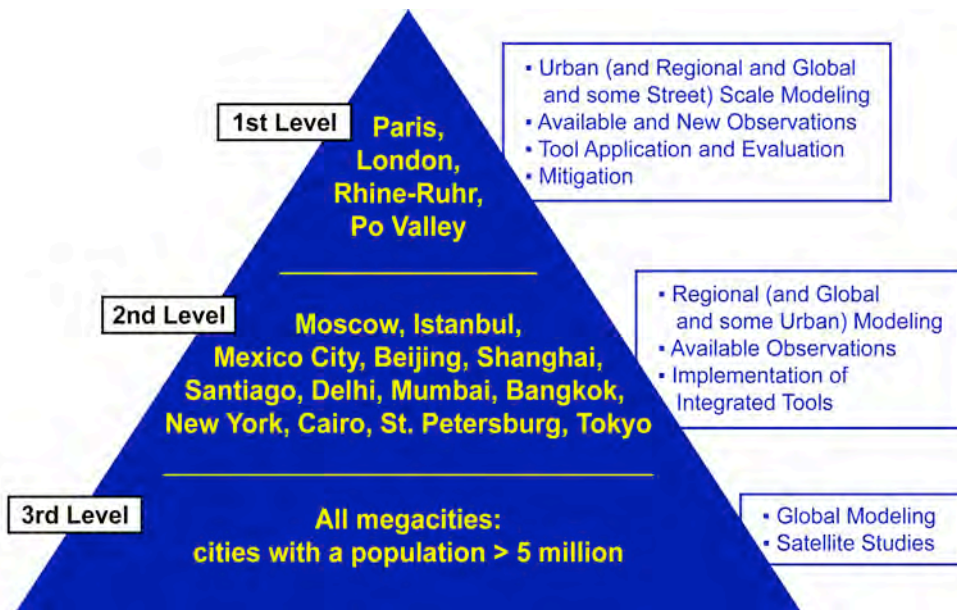 1st Level
Paris,
London,
Rhine-Ruhr,
Po Valley
▪ Urban (and Regional and Global
and some Street) Scale Modeling
▪ Available and New Observations
▪ Tool Application and Evaluation
▪ Mitigation
2nd Level
Moscow, Istanbul,
Mexico City, Beijing, Shanghai,
Santiago, Delhi, Mumbai, Bangkok,
New York, Cairo, St. Petersburg, Tokyo
▪ Regional (and Global
and some Urban) Modeling
▪ Available Observations
▪ Implementation of
Integrated Tools
3rd Level
All megacities:
cities with a population > 5 million
▪ Global Modeling
▪ Satellite Studies